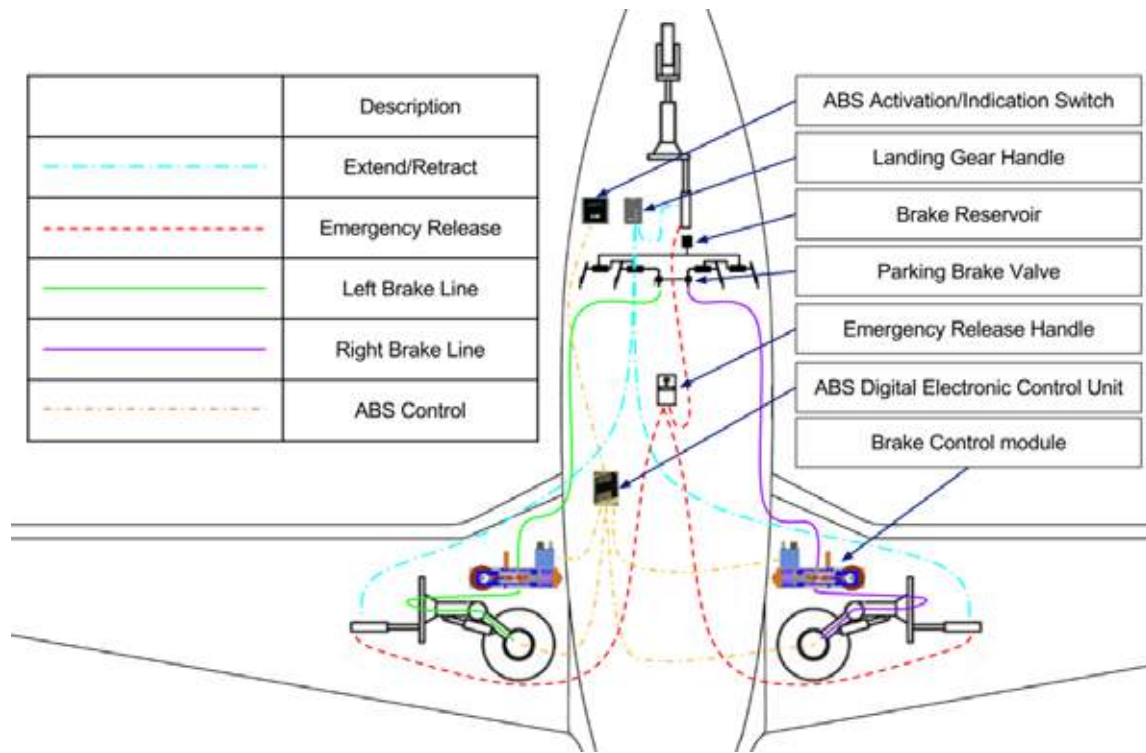 Description
Extend/Retract
Emergency Release
Left Brake Line
Right Brake Line
ABS Control
ABS Activation/Indication Switch
Landing Gear Handle
Brake Reservoir
Parking Brake Valve
Emergency Release Handle
ABS Digital Electronic Control Unit
Brake Control module